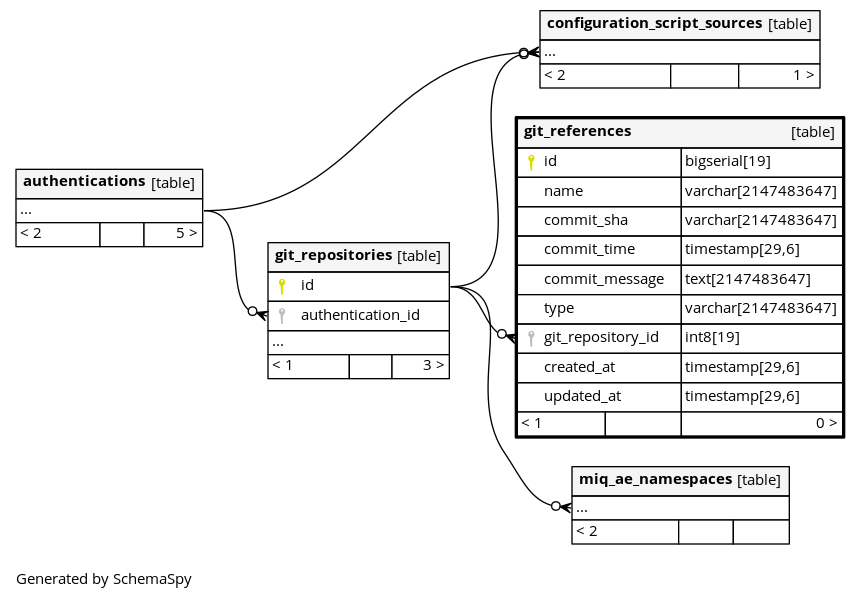 configuration_script_sources [table]
...
< 2 1 >
git_references [table]
id bigserial[19]
name varchar[2147483647]
commit_sha varchar[2147483647]
commit_time timestamp[29,6]
commit_message text[2147483647]
type varchar[2147483647]
git_repository_id int8[19]
created_at timestamp[29,6]
updated_at timestamp[29,6]
< 1 0 >
authentications [table]
...
< 2 5 >
git_repositories [table]
id
authentication_id
...
< 1 3 >
miq_ae_namespaces [table]
...
< 2
Generated by SchemaSpy